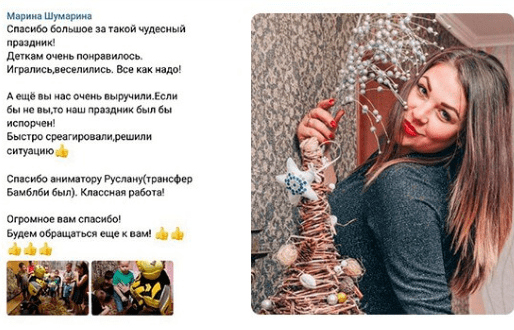 Марина Шумарина
Спасибо большое за такой чудесный
праздник!
Деткам очень понравилось.
Игрались,веселились. Все как надо!
А ещё вы нас очень выручили.Если
бы не вы,то наш праздник был бы
испорчен!
Быстро среагировали,решили
ситуацию👍
Спасибо аниматору Руслану(трансфер
Бамблби был). Классная работа!
Огромное вам спасибо!
Будем обращаться еще к вам! 👍👍
👍👍👍